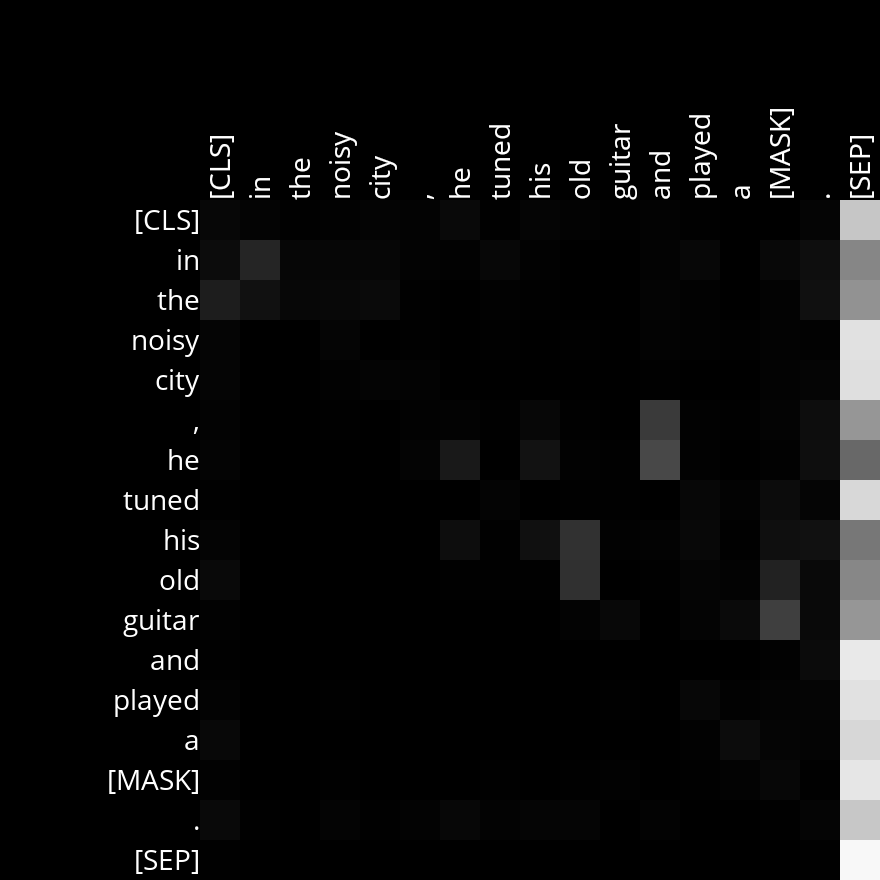 [CLS] in the noisy city , he tuned his old guitar and played a [MASK] . [SEP]
[CLS]
in
the
noisy
city
,
he
tuned
his
old
guitar
and
played
a
[MASK]
.
[SEP]